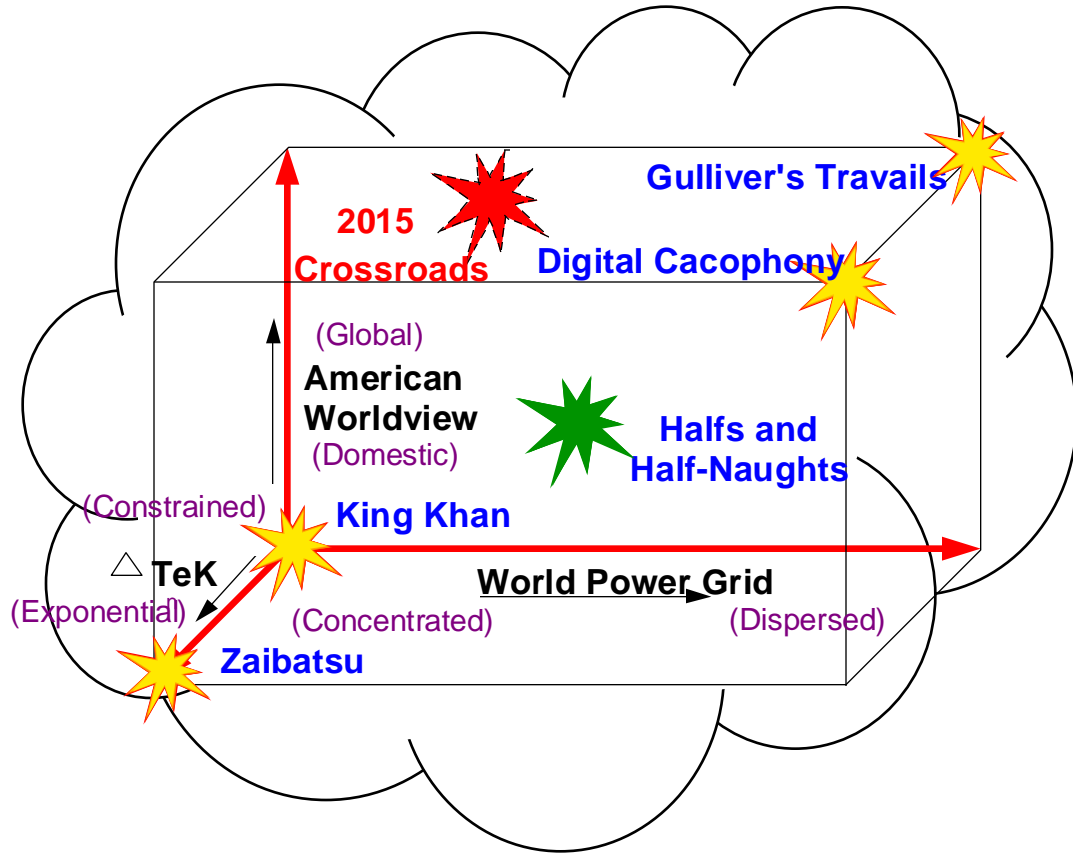 Gulliver's Travails
2015
Crossroads
Digital Cacophony
(Global)
American
Worldview
(Domestic)
Halfs and
Half-Naughts
(Constrained)
King Khan
△ TeK
World Power Grid
(Exponential)
(Concentrated)
(Dispersed)
Zaibatsu